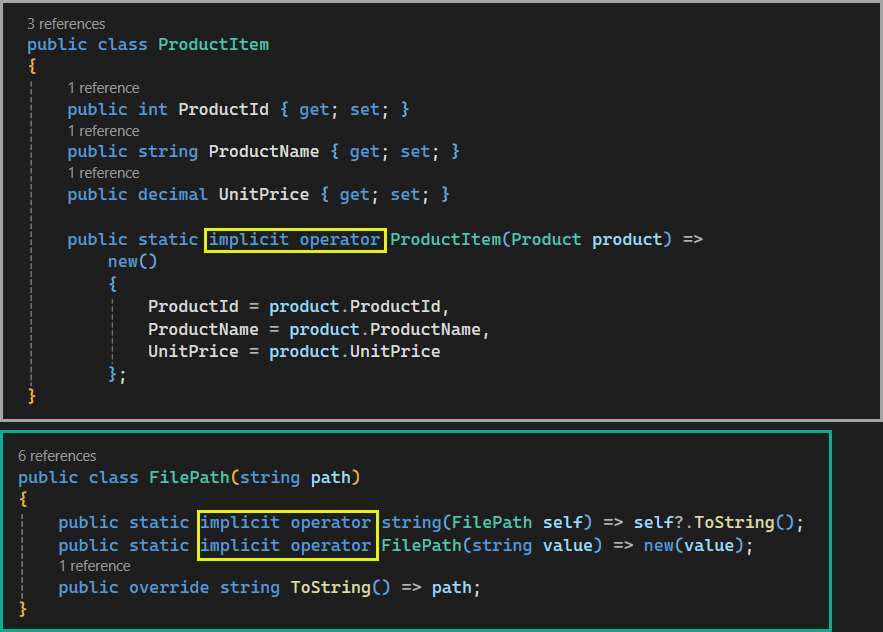 3 references
public class ProductItem
{
1 reference
public int ProductId { get; set; }
1 reference
public string ProductName { get; set; }
1 reference
public decimal UnitPrice { get; set; }
public static implicit operator ProductItem(Product product) =>
new()
{
ProductId = product.ProductId,
ProductName = product.ProductName,
UnitPrice = product.UnitPrice
};
}
6 references
public class FilePath(string path)
{
public static implicit operator string(FilePath self) => self?.ToString();
public static implicit operator FilePath(string value) => new(value);
1 reference
public override string ToString() => path;
}